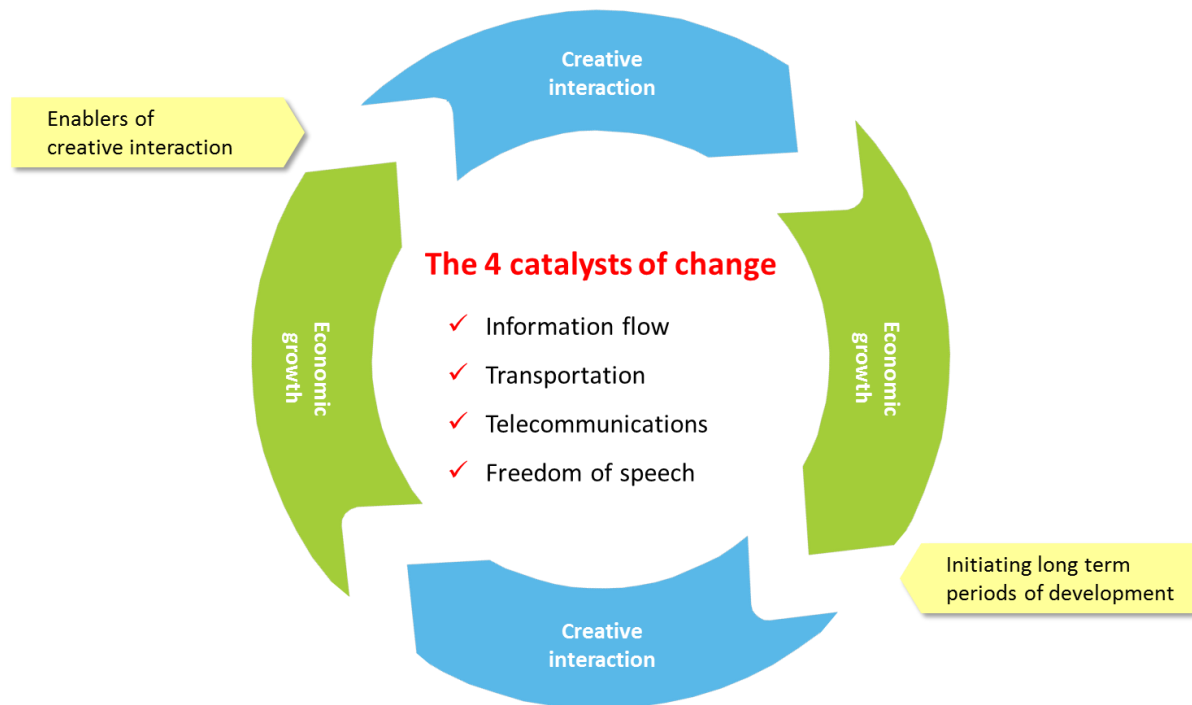 Creative
interaction
Enablers of
creative interaction
The 4 catalysts of change
Information flow
Transportation
Telecommunications
Freedom of speech
Economic
growth
Economic
growth
Initiating long term
periods of development
Creative
interaction